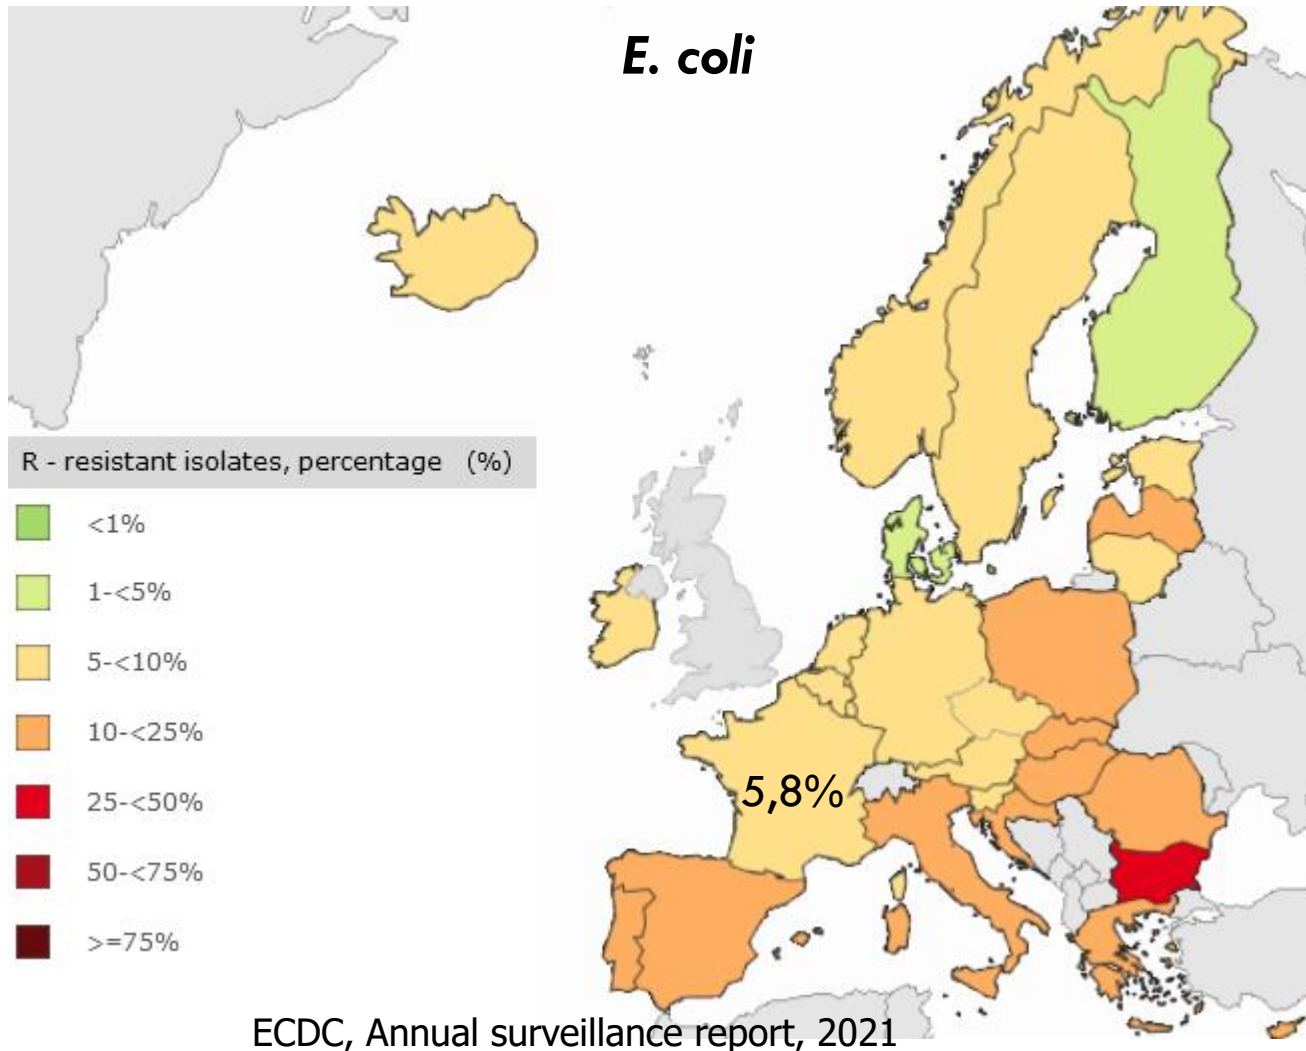 E. coli
R - resistant isolates, percentage (%)
<1%
1-<5%
5-<10%
10-<25%
25-<50%
50-<75%
>=75%
5,8%
ECDC, Annual surveillance report, 2021